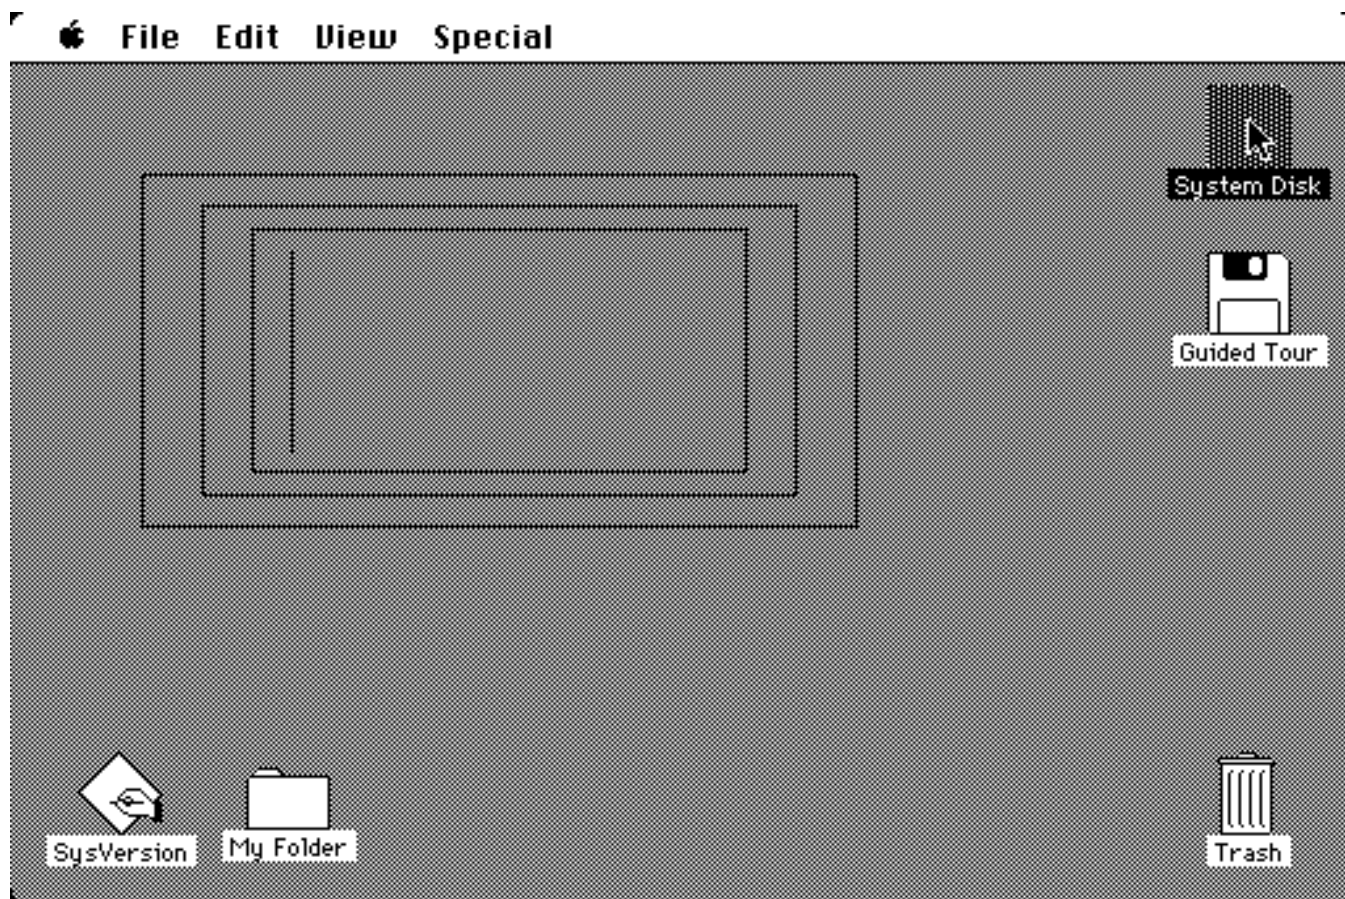 File Edit View Special
System Disk
Guided Tour
SysVersion
My Folder
Trash